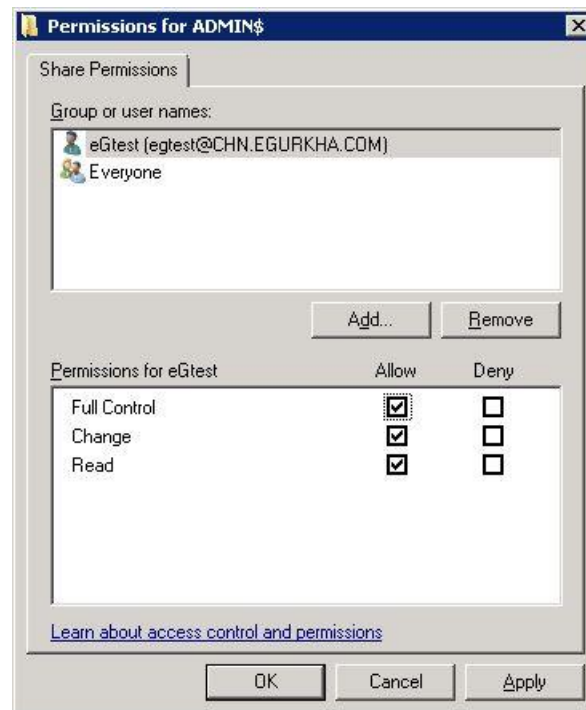 Permissions for ADMIN$
Share Permissions
Group or user names:
eGtest (egtest@CHN.EGURKHA.COM)
Everyone
Add... Remove
Permissions for eGtest Allow Deny
Full Control
Change
Read
Learn about access control and permissions
OK Cancel Apply